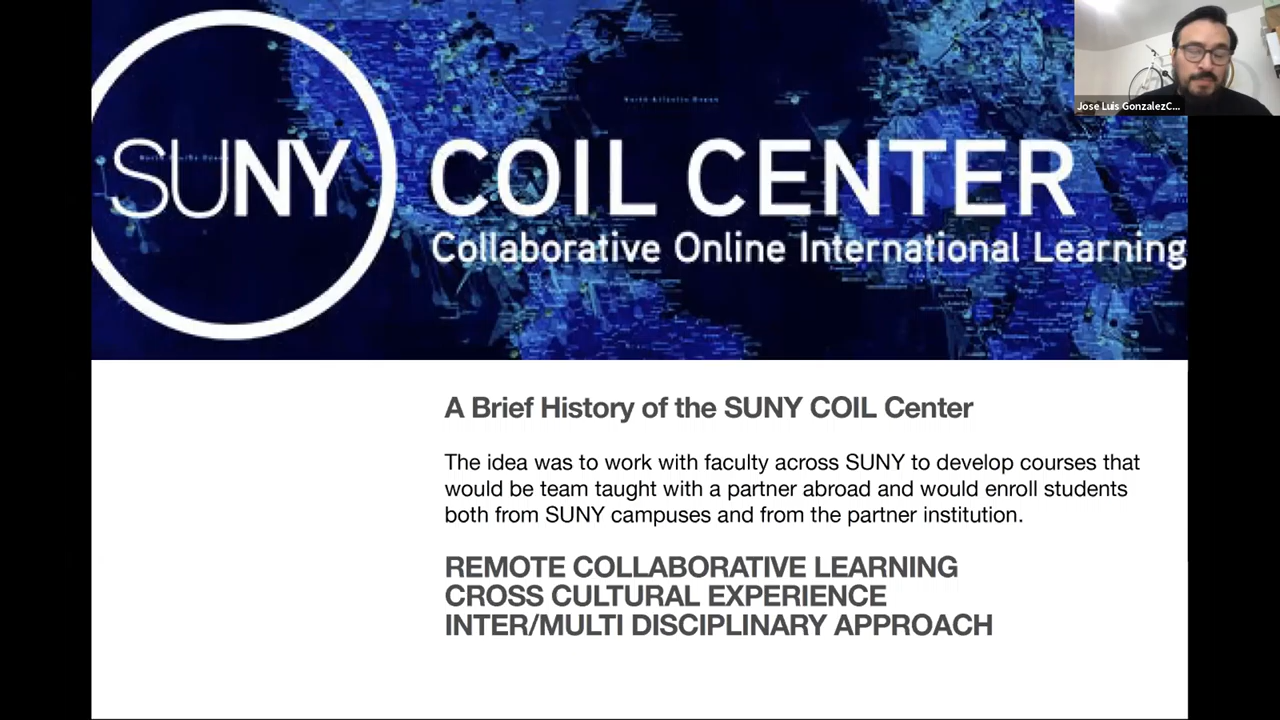 North Atlantic Ocean
Jose Luis GonzalezC...
SUNY
COIL CENTER
Collaborative Online International Learning
A Brief History of the SUNY COIL Center
The idea was to work with faculty across SUNY to develop courses that
would be team taught with a partner abroad and would enroll students
both from SUNY campuses and from the partner institution.
REMOTE COLLABORATIVE LEARNING
CROSS CULTURAL EXPERIENCE
INTER/MULTI DISCIPLINARY APPROACH